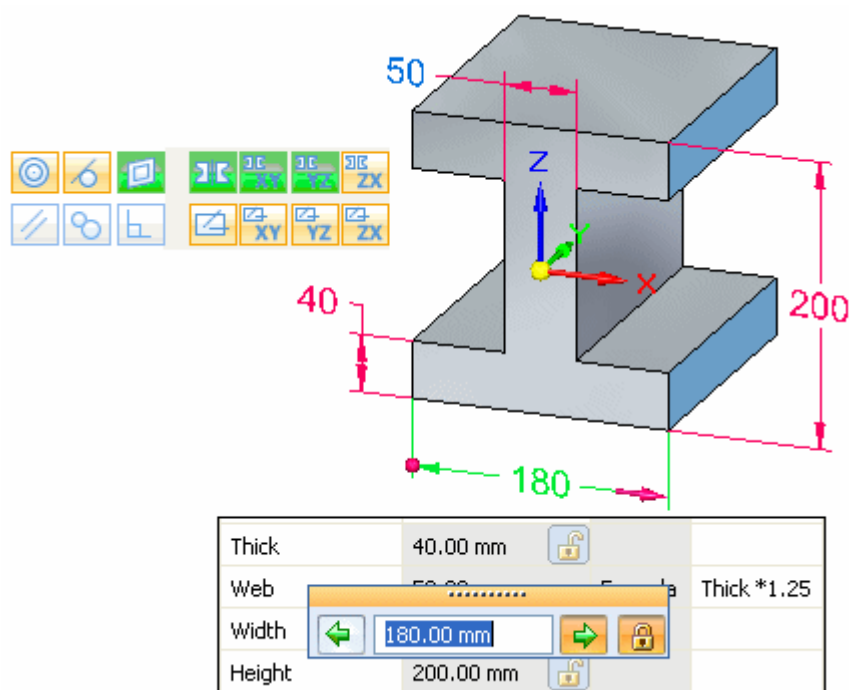 50
XY YZ ZX
XY YZ ZX
Z
Y
X
40
200
180
Thick 40.00 mm
Web Thick *1.25
Width 180.00 mm
Height 200.00 mm